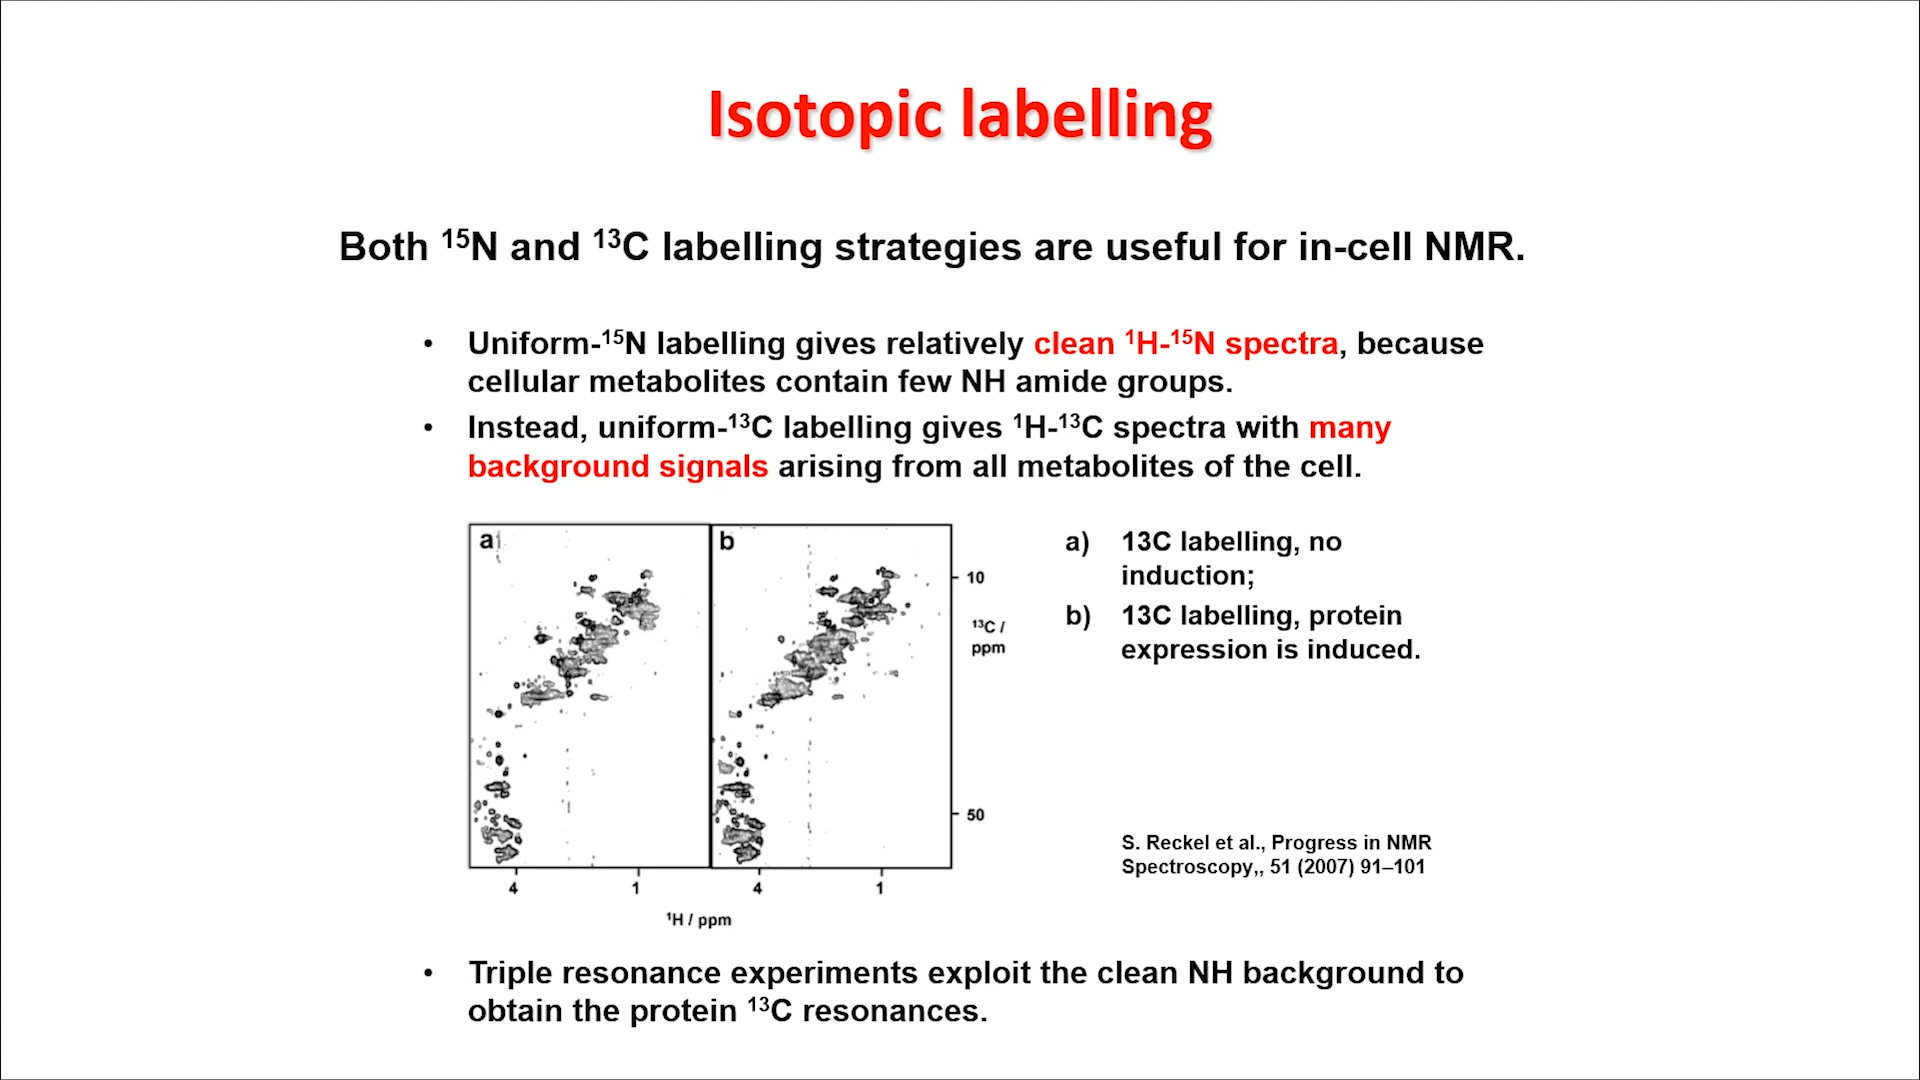 Isotopic labelling
Both ¹⁵N and ¹³C labelling strategies are useful for in-cell NMR.
• Uniform-¹⁵N labelling gives relatively clean ¹H-¹⁵N spectra, because
cellular metabolites contain few NH amide groups.
• Instead, uniform-¹³C labelling gives ¹H-¹³C spectra with many
background signals arising from all metabolites of the cell.
a
b
10
¹³C /
ppm
50
4
1
4
1
¹H / ppm
a) 13C labelling, no
induction;
b) 13C labelling, protein
expression is induced.
S. Reckel et al., Progress in NMR
Spectroscopy,, 51 (2007) 91–101
• Triple resonance experiments exploit the clean NH background to
obtain the protein ¹³C resonances.